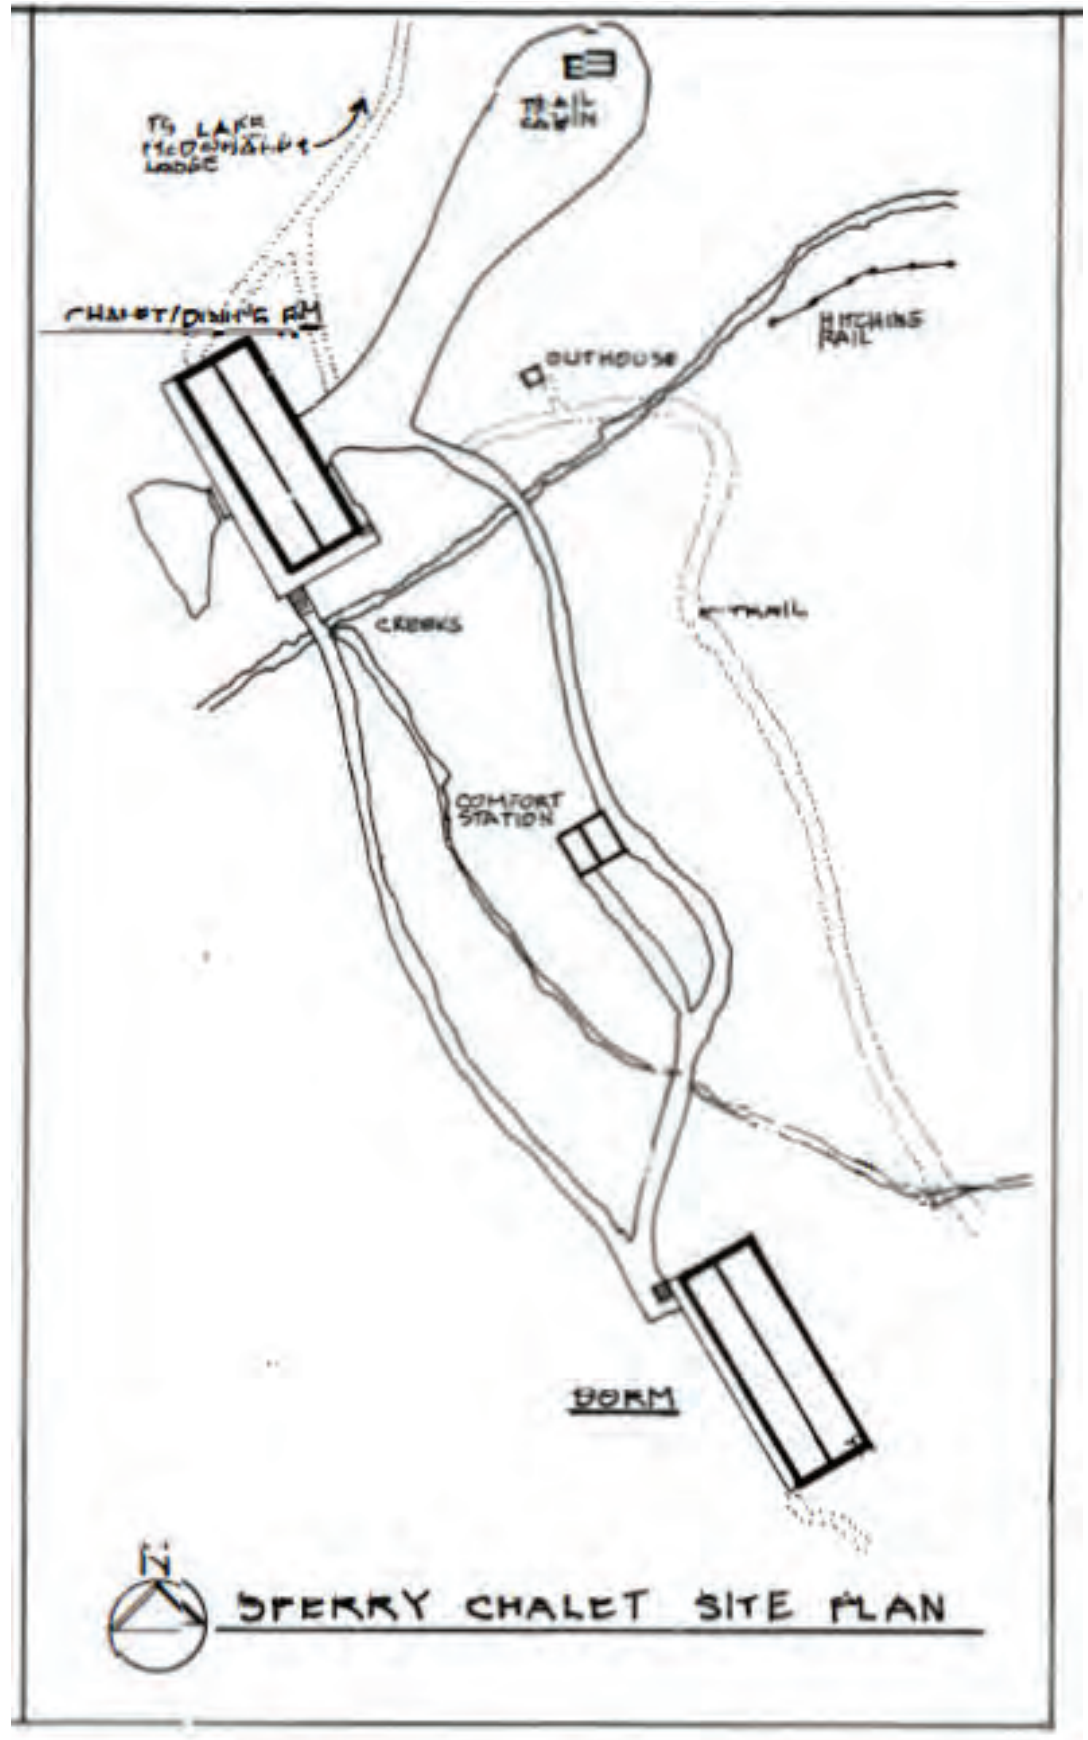 TO LAKE
MCDONALD
LODGE
TRAIL
CABIN
CHALET/DINING RM
HITCHING
RAIL
OUTHOUSE
TRAIL
CREEKS
COMFORT
STATION
DORM
N
SPERRY CHALET SITE PLAN